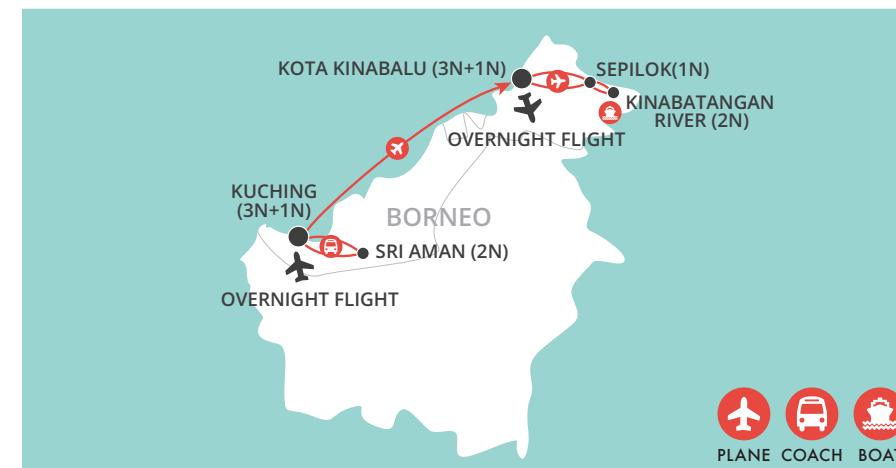 KOTA KINABALU (3N+1N)
SEPILOK(1N)
KINABATANGAN
RIVER (2N)
OVERNIGHT FLIGHT
KUCHING
(3N+1N)
BORNEO
SRI AMAN (2N)
OVERNIGHT FLIGHT
PLANE COACH BOAT